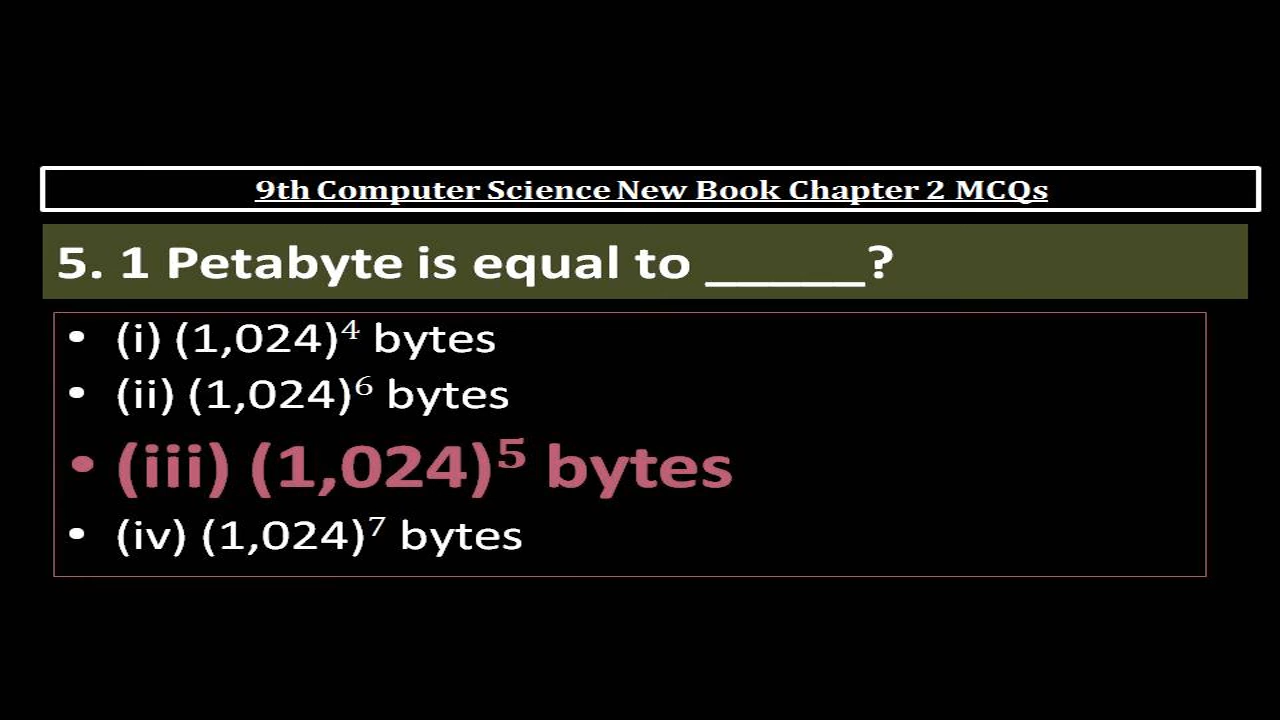 9th Computer Science New Book Chapter 2 MCQs
5. 1 Petabyte is equal to ______?
• (i) (1,024)⁴ bytes
• (ii) (1,024)⁶ bytes
• (iii) (1,024)⁵ bytes
• (iv) (1,024)⁷ bytes